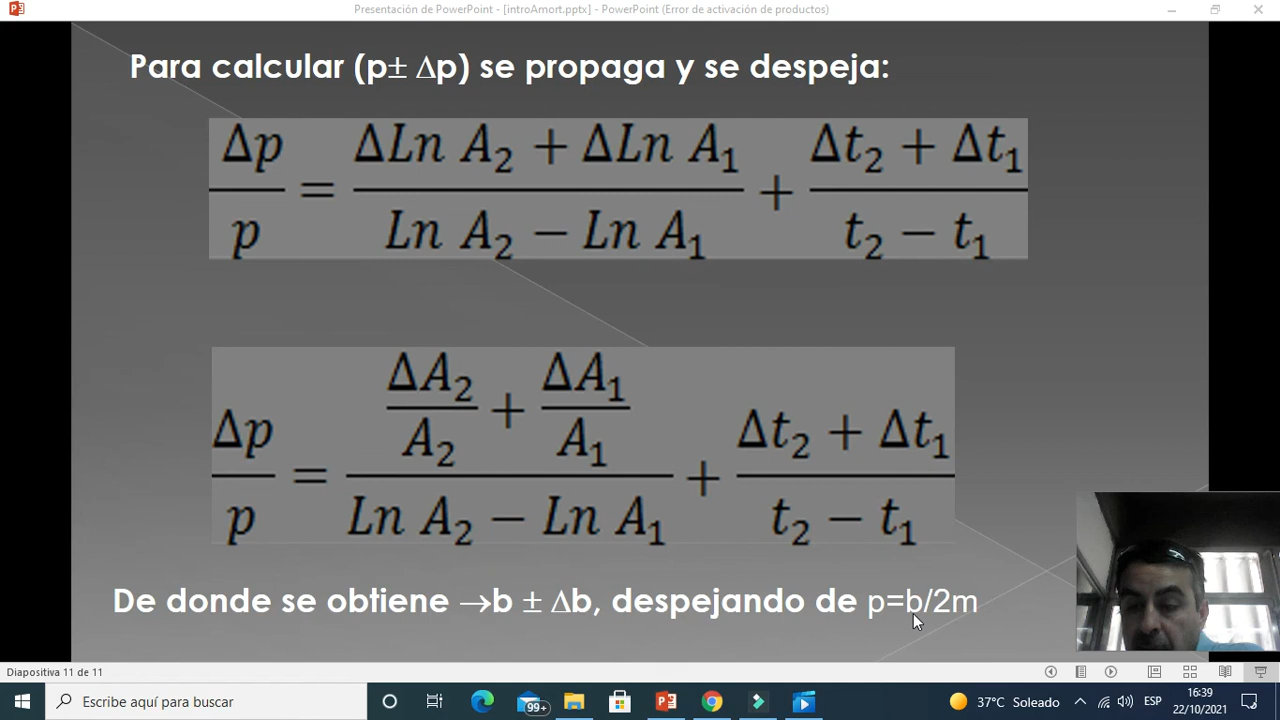 Presentación de PowerPoint - [introAmort.pptx] - PowerPoint (Error de activación de productos)
Para calcular (p± Δp) se propaga y se despeja:
Δp/p = (ΔLn A₂ + ΔLn A₁)/(Ln A₂ − Ln A₁) + (Δt₂ + Δt₁)/(t₂ − t₁)
Δp/p = (ΔA₂/A₂ + ΔA₁/A₁)/(Ln A₂ − Ln A₁) + (Δt₂ + Δt₁)/(t₂ − t₁)
De donde se obtiene →b ± Δb, despejando de p=b/2m
Diapositiva 11 de 11
Escribe aquí para buscar
99+
37°C Soleado
ESP
16:39
22/10/2021